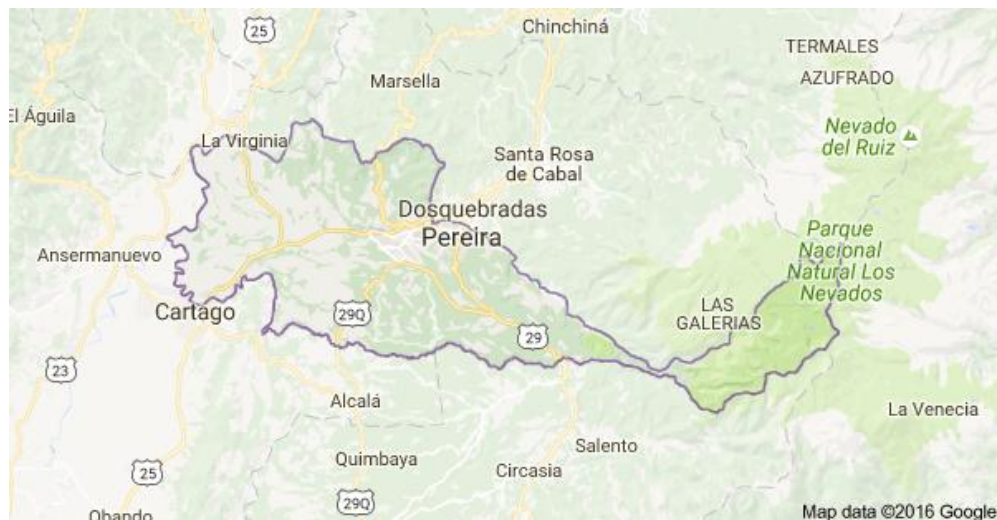 25
Chinchiná
TERMALES
Marsella
AZUFRADO
El Águila
Nevado
del Ruiz
La Virginia
Santa Rosa
de Cabal
Dosquebradas
Pereira
Parque
Nacional
Natural Los
Nevados
Ansermanuevo
LAS
GALERIAS
Cartago
29Q
29
23
Alcalá
La Venecia
Salento
Quimbaya
Circasia
25
29Q
Obando
Map data ©2016 Google